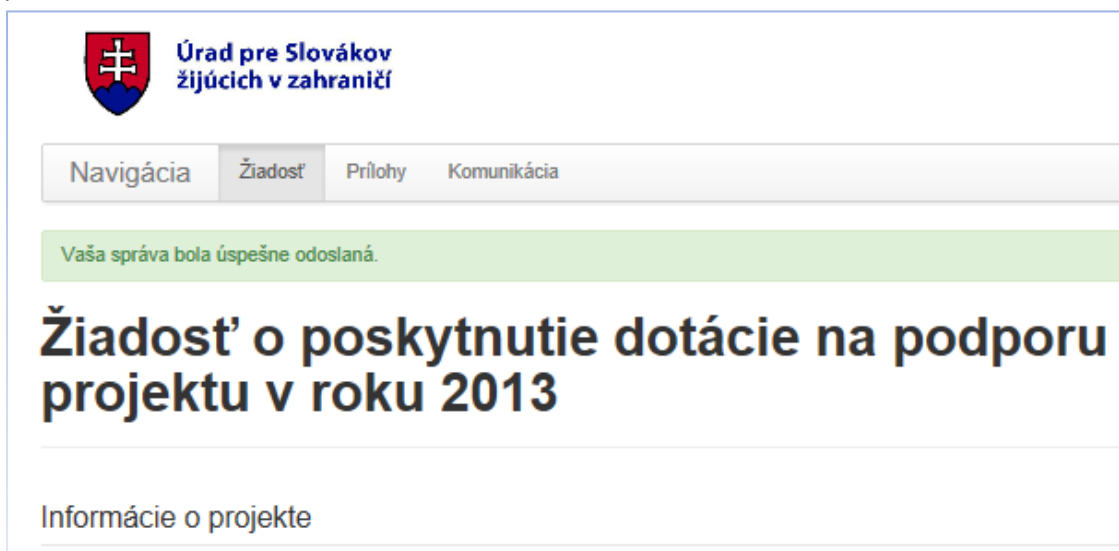 Úrad pre Slovákov
žijúcich v zahraničí
Navigácia Žiadosť Prílohy Komunikácia
Vaša správa bola úspešne odoslaná.
Žiadosť o poskytnutie dotácie na podporu
projektu v roku 2013
Informácie o projekte